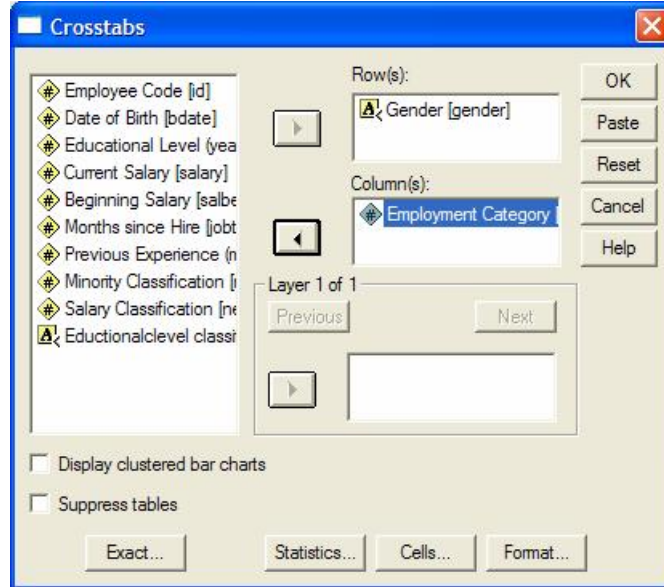 Crosstabs
Employee Code [id]
Date of Birth [bdate]
Educational Level (yea
Current Salary [salary]
Beginning Salary [salbe
Months since Hire [jobt
Previous Experience (m
Minority Classification [
Salary Classification [ne
Eductionalclevel classif
Row(s):
Gender [gender]
Column(s):
Employment Category [
Layer 1 of 1
Previous
Next
OK
Paste
Reset
Cancel
Help
Display clustered bar charts
Suppress tables
Exact...
Statistics...
Cells...
Format...